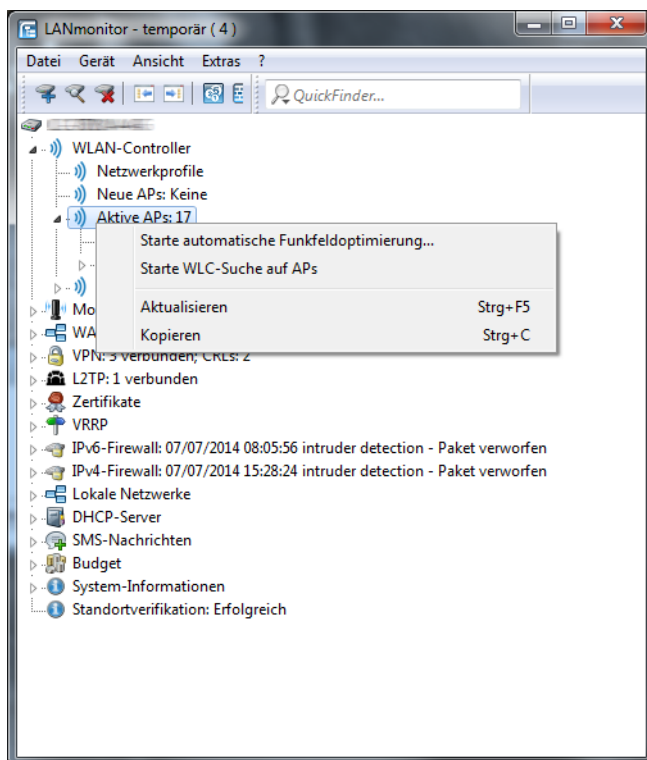 LANmonitor - temporär ( 4 )
Datei Gerät Ansicht Extras ?
QuickFinder...
WLAN-Controller
Netzwerkprofile
Neue APs: Keine
Aktive APs: 17
Starte automatische Funkfeldoptimierung...
Starte WLC-Suche auf APs
Aktualisieren Strg+F5
Kopieren Strg+C
Mo
WA
VPN: 3 verbunden; CRLs: 2
L2TP: 1 verbunden
Zertifikate
VRRP
IPv6-Firewall: 07/07/2014 08:05:56 intruder detection - Paket verworfen
IPv4-Firewall: 07/07/2014 15:28:24 intruder detection - Paket verworfen
Lokale Netzwerke
DHCP-Server
SMS-Nachrichten
Budget
System-Informationen
Standortverifikation: Erfolgreich